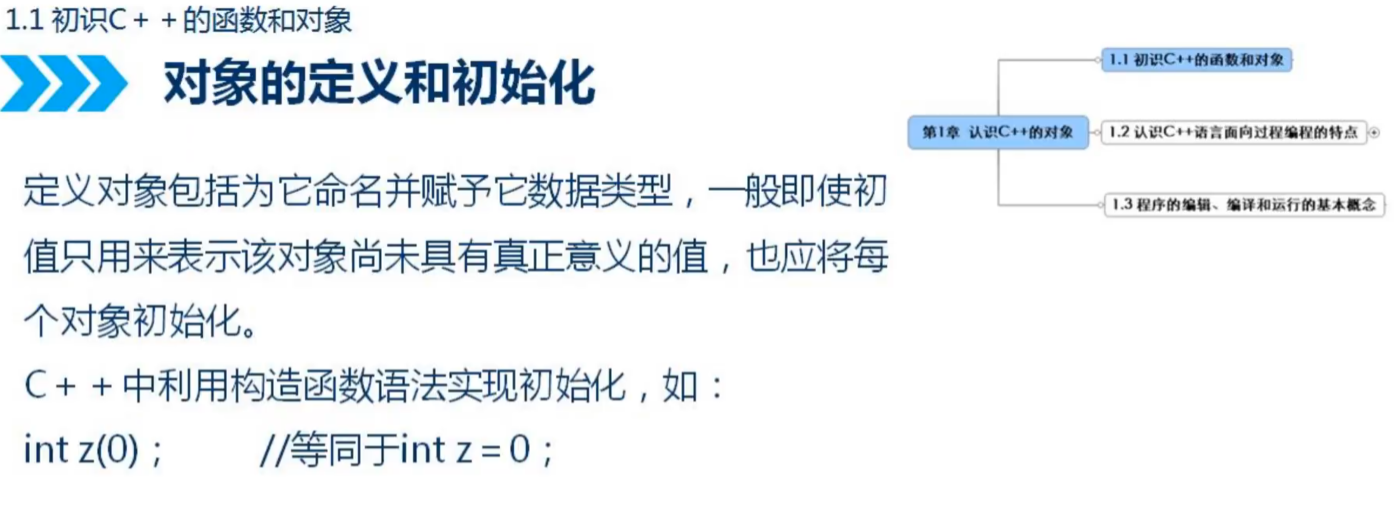 1.1 初识C++的函数和对象
对象的定义和初始化
定义对象包括为它命名并赋予它数据类型，一般即使初
值只用来表示该对象尚未具有真正意义的值，也应将每
个对象初始化。
C++中利用构造函数语法实现初始化，如：
int z(0)； //等同于int z = 0；
1.1 初识C++的函数和对象
第1章 认识C++的对象
1.2 认识C++语言面向过程编程的特点
1.3 程序的编辑、编译和运行的基本概念